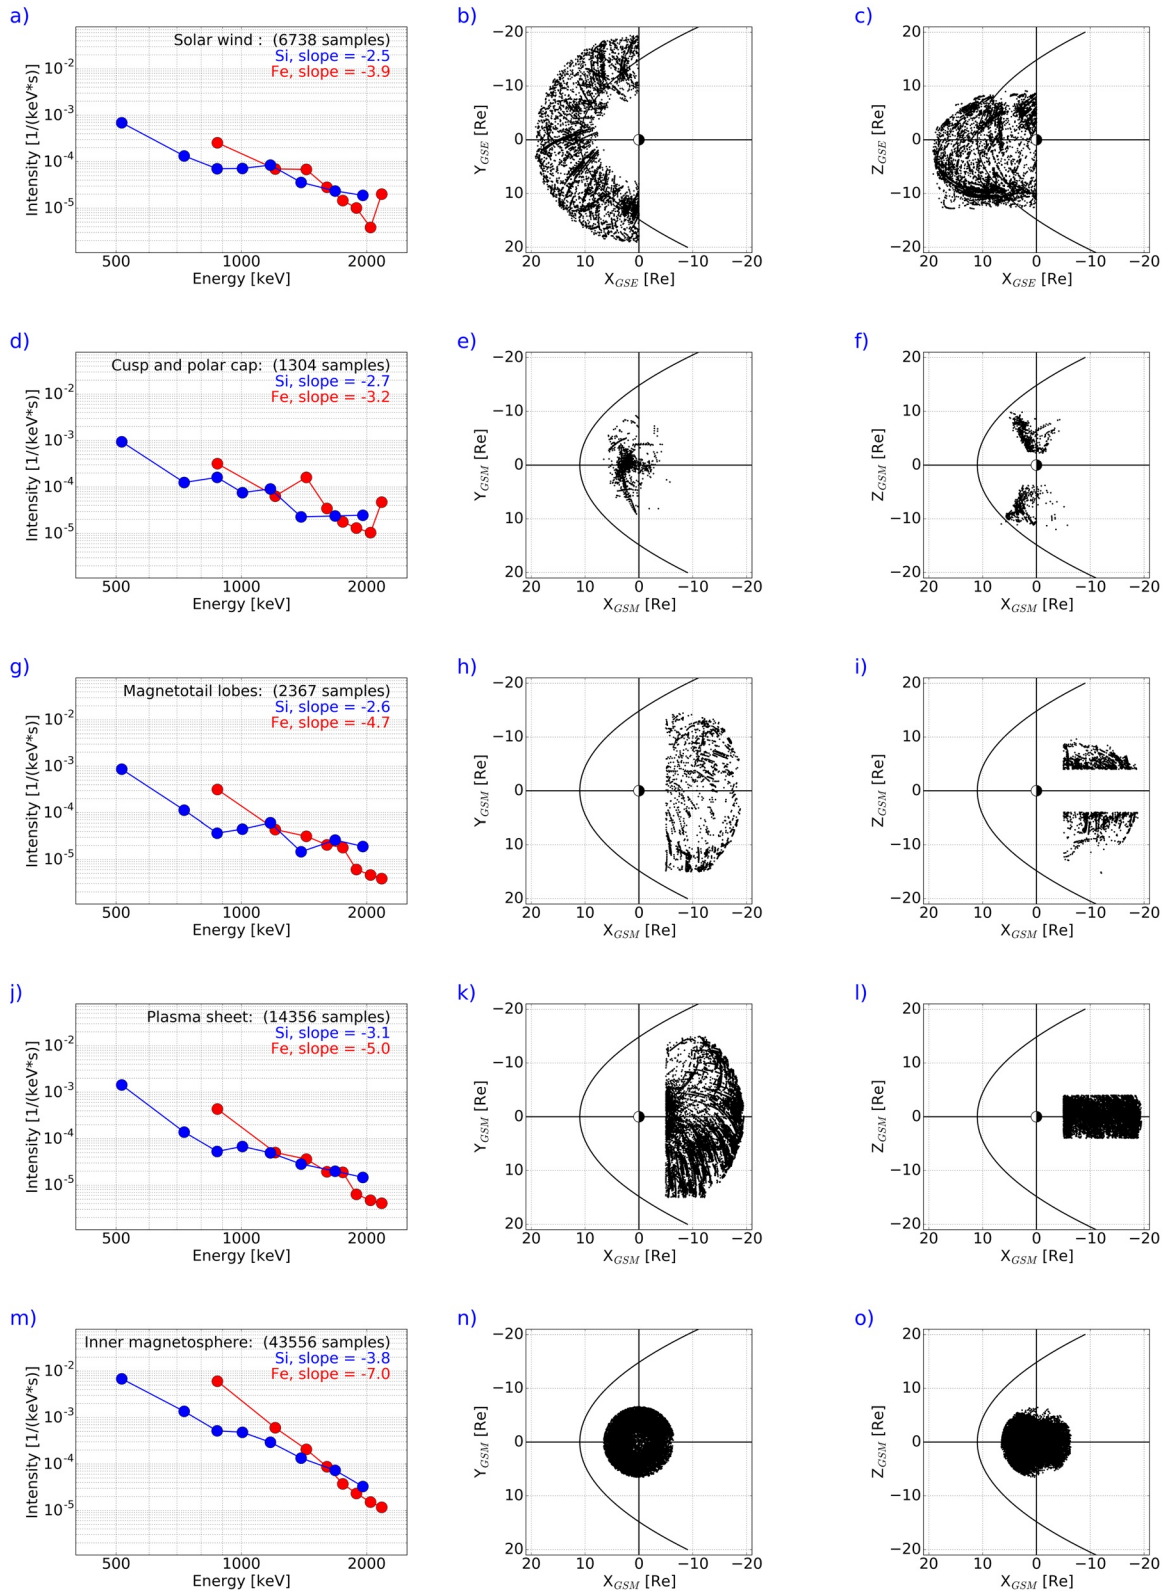 a)
Solar wind : (6738 samples)
Si, slope = -2.5
Fe, slope = -3.9
10⁻²
10⁻³
10⁻⁴
10⁻⁵
Intensity [1/(keV*s)]
500 1000 2000
Energy [keV]
b)
−20
−10
0
10
20
Y_GSE [Re]
20 10 0 −10 −20
X_GSE [Re]
c)
20
10
0
−10
−20
Z_GSE [Re]
20 10 0 −10 −20
X_GSE [Re]
d)
Cusp and polar cap: (1304 samples)
Si, slope = -2.7
Fe, slope = -3.2
10⁻²
10⁻³
10⁻⁴
10⁻⁵
Intensity [1/(keV*s)]
500 1000 2000
Energy [keV]
e)
−20
−10
0
10
20
Y_GSM [Re]
20 10 0 −10 −20
X_GSM [Re]
f)
20
10
0
−10
−20
Z_GSM [Re]
20 10 0 −10 −20
X_GSM [Re]
g)
Magnetotail lobes: (2367 samples)
Si, slope = -2.6
Fe, slope = -4.7
10⁻²
10⁻³
10⁻⁴
10⁻⁵
Intensity [1/(keV*s)]
500 1000 2000
Energy [keV]
h)
−20
−10
0
10
20
Y_GSM [Re]
20 10 0 −10 −20
X_GSM [Re]
i)
20
10
0
−10
−20
Z_GSM [Re]
20 10 0 −10 −20
X_GSM [Re]
j)
Plasma sheet: (14356 samples)
Si, slope = -3.1
Fe, slope = -5.0
10⁻²
10⁻³
10⁻⁴
10⁻⁵
Intensity [1/(keV*s)]
500 1000 2000
Energy [keV]
k)
−20
−10
0
10
20
Y_GSM [Re]
20 10 0 −10 −20
X_GSM [Re]
l)
20
10
0
−10
−20
Z_GSM [Re]
20 10 0 −10 −20
X_GSM [Re]
m)
Inner magnetosphere: (43556 samples)
Si, slope = -3.8
Fe, slope = -7.0
10⁻²
10⁻³
10⁻⁴
10⁻⁵
Intensity [1/(keV*s)]
500 1000 2000
Energy [keV]
n)
−20
−10
0
10
20
Y_GSM [Re]
20 10 0 −10 −20
X_GSM [Re]
o)
20
10
0
−10
−20
Z_GSM [Re]
20 10 0 −10 −20
X_GSM [Re]